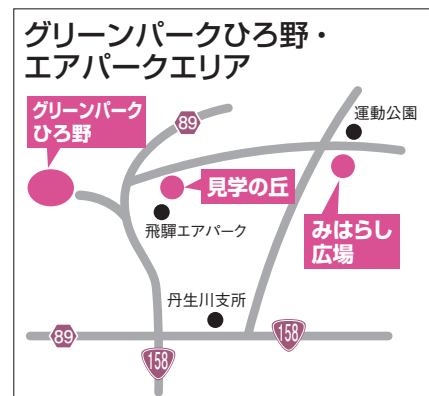 グリーンパークひろ野・
エアパークエリア
グリーンパーク
ひろ野
89
運動公園
見学の丘
飛騨エアパーク
みはらし
広場
丹生川支所
89
158
158